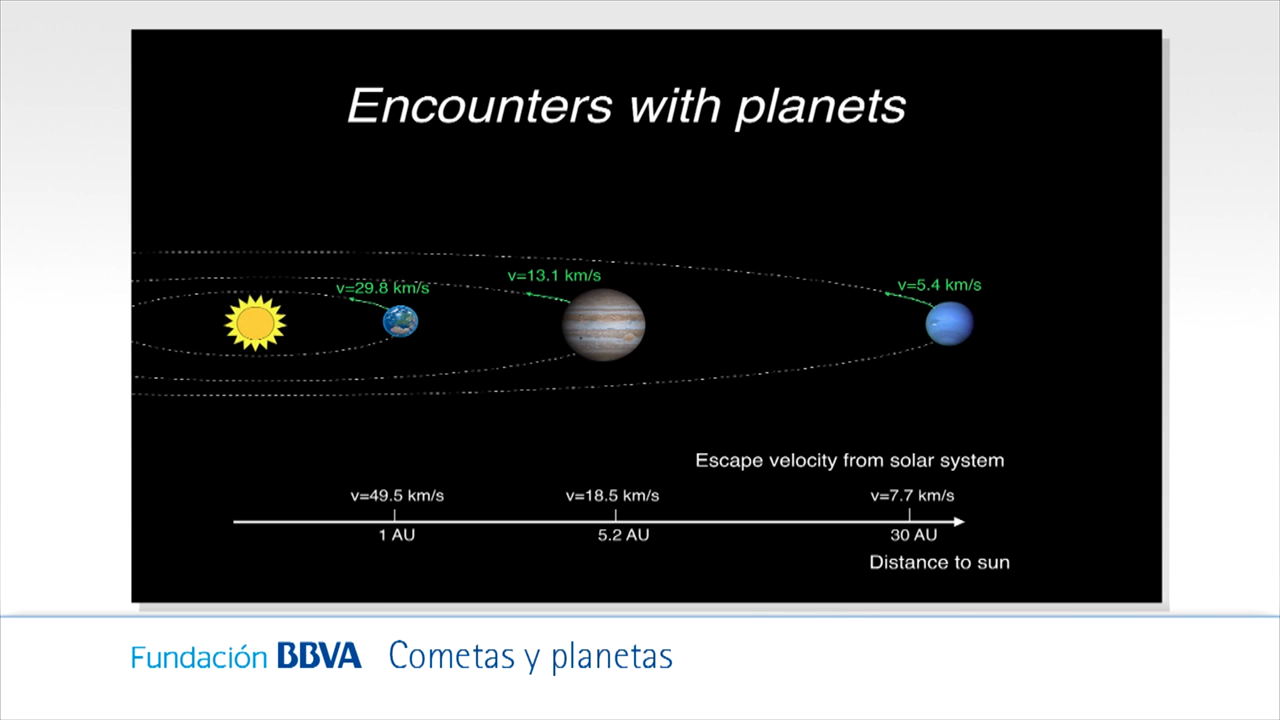 Encounters with planets
v=29.8 km/s
v=13.1 km/s
v=5.4 km/s
Escape velocity from solar system
v=49.5 km/s
v=18.5 km/s
v=7.7 km/s
1 AU
5.2 AU
30 AU
Distance to sun
Fundación BBVA Cometas y planetas